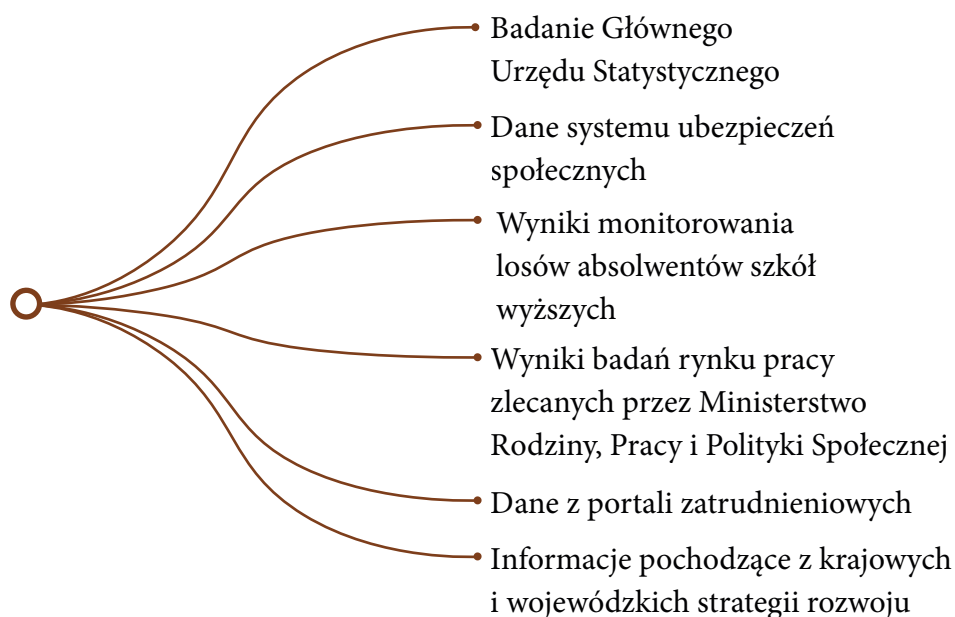 Badanie Głównego
Urzędu Statystycznego
Dane systemu ubezpieczeń
społecznych
Wyniki monitorowania
losów absolwentów szkół
wyższych
Wyniki badań rynku pracy
zlecanych przez Ministerstwo
Rodziny, Pracy i Polityki Społecznej
Dane z portali zatrudnieniowych
Informacje pochodzące z krajowych
i wojewódzkich strategii rozwoju